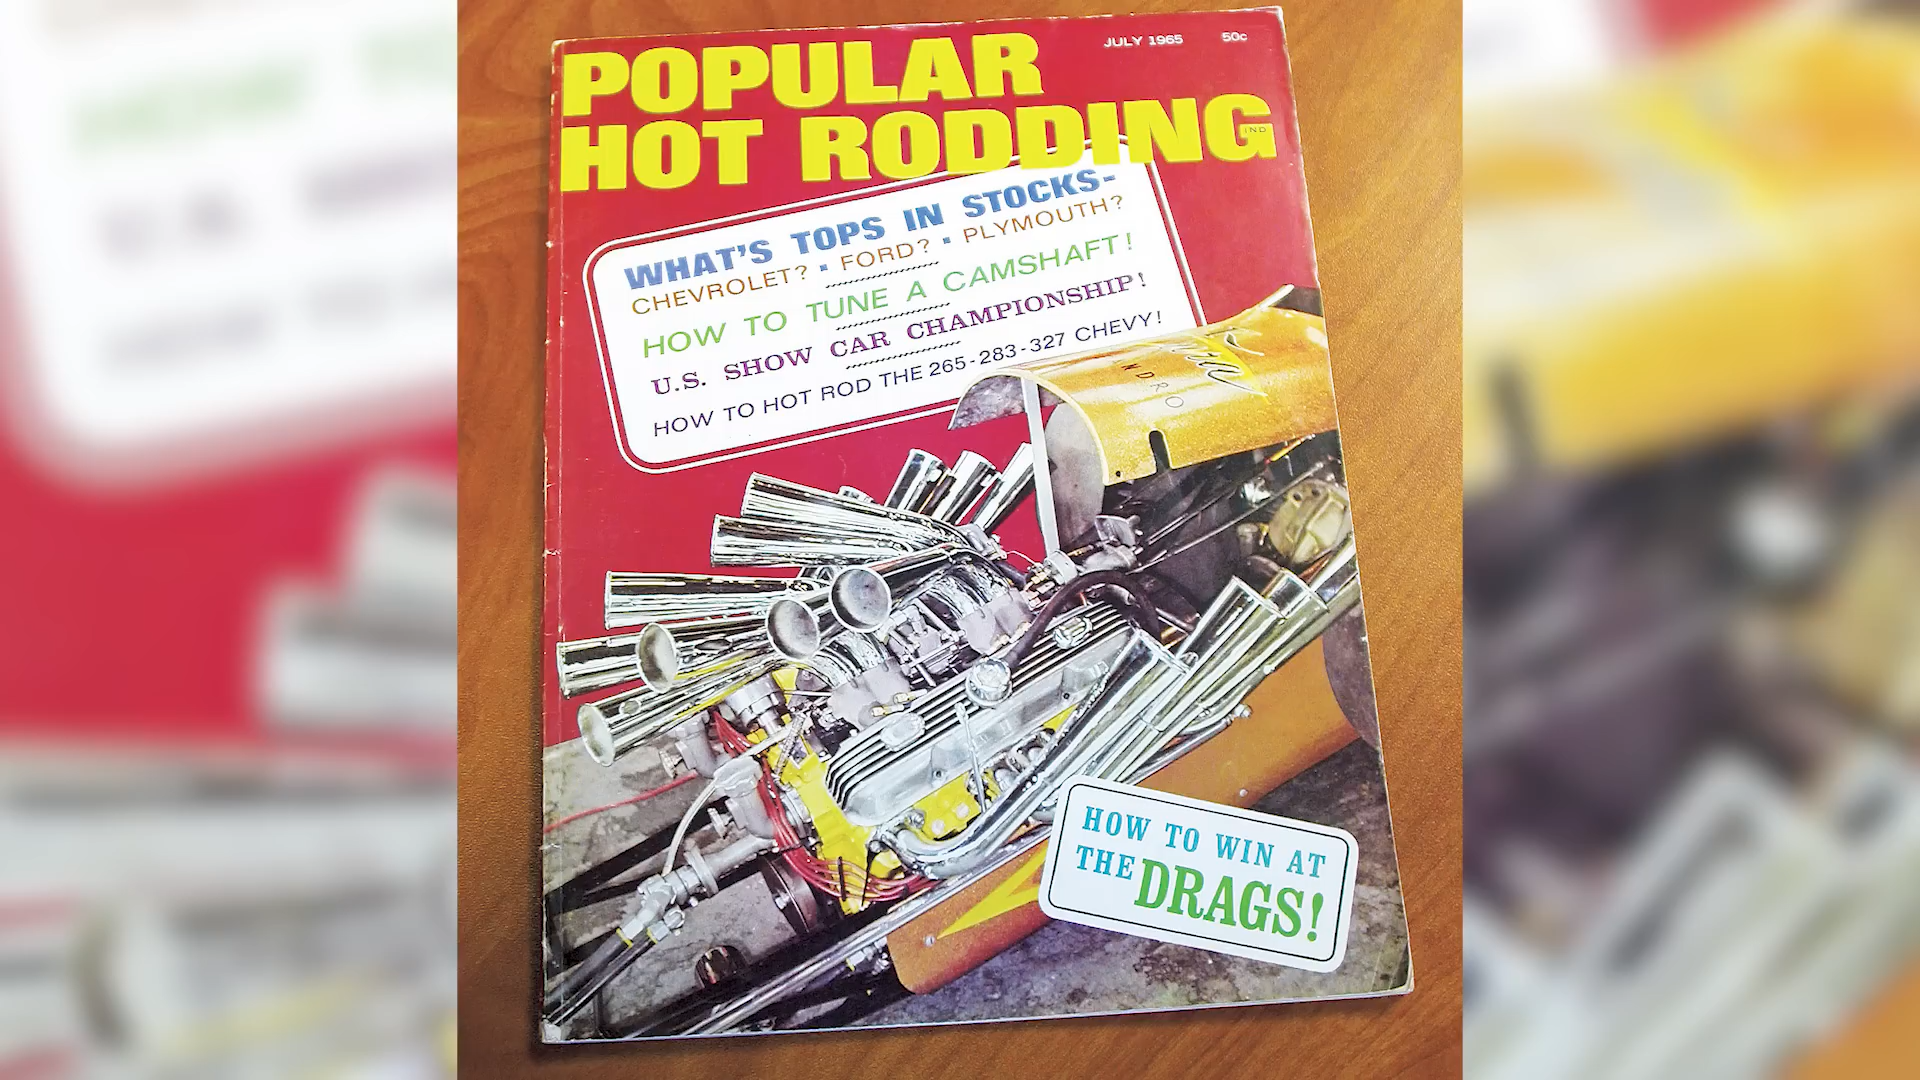 JULY 1965 50c
POPULAR
HOT RODDING
IND
WHAT'S TOPS IN STOCKS-
CHEVROLET? • FORD? • PLYMOUTH?
HOW TO TUNE A CAMSHAFT!
U.S. SHOW CAR CHAMPIONSHIP!
HOW TO HOT ROD THE 265-283-327 CHEVY!
HOW TO WIN AT
THE DRAGS!